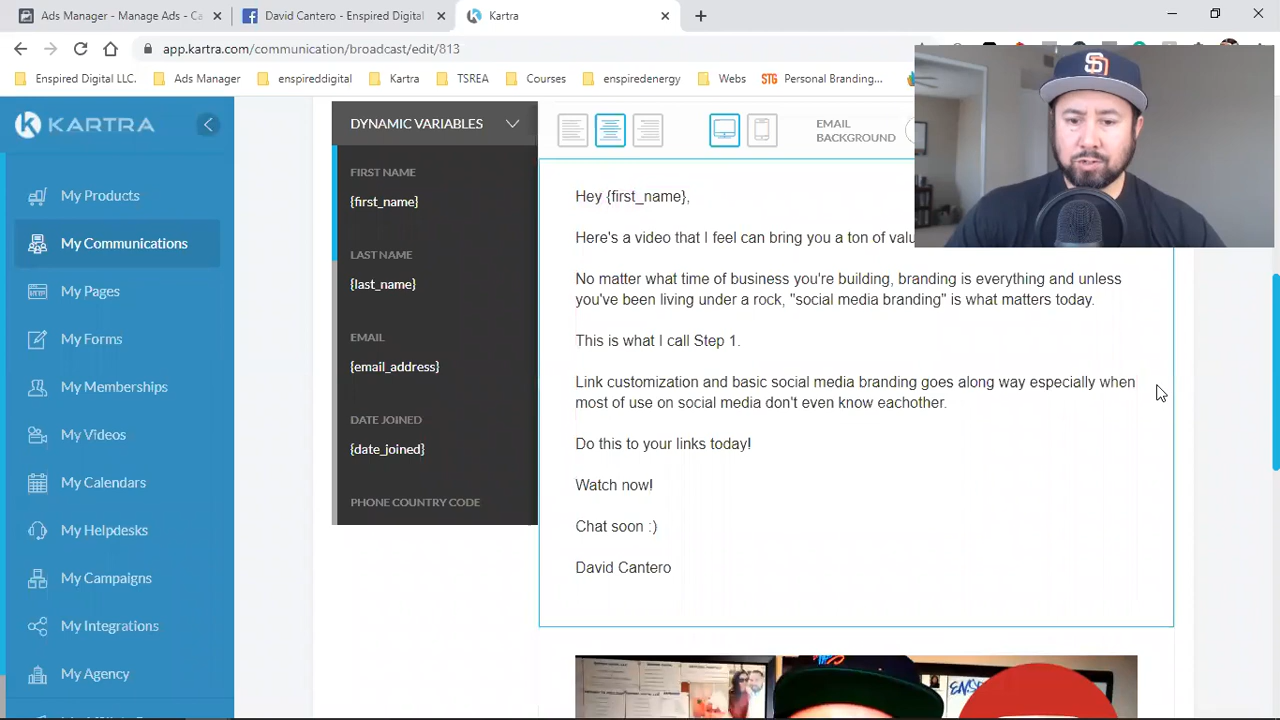 Ads Manager - Manage Ads - Ca
David Cantero - Enspired Digital
Kartra
app.kartra.com/communication/broadcast/edit/813
Enspired Digital LLC.
Ads Manager
enspireddigital
Kartra
TSREA
Courses
enspiredenergy
Webs
STG Personal Branding...
KARTRA
My Products
My Communications
My Pages
My Forms
My Memberships
My Videos
My Calendars
My Helpdesks
My Campaigns
My Integrations
My Agency
DYNAMIC VARIABLES
FIRST NAME
{first_name}
LAST NAME
{last_name}
EMAIL
{email_address}
DATE JOINED
{date_joined}
PHONE COUNTRY CODE
EMAIL
BACKGROUND
Hey {first_name},
Here's a video that I feel can bring you a ton of valu
No matter what time of business you're building, branding is everything and unless
you've been living under a rock, "social media branding" is what matters today.
This is what I call Step 1.
Link customization and basic social media branding goes along way especially when
most of use on social media don't even know eachother.
Do this to your links today!
Watch now!
Chat soon :)
David Cantero
SD